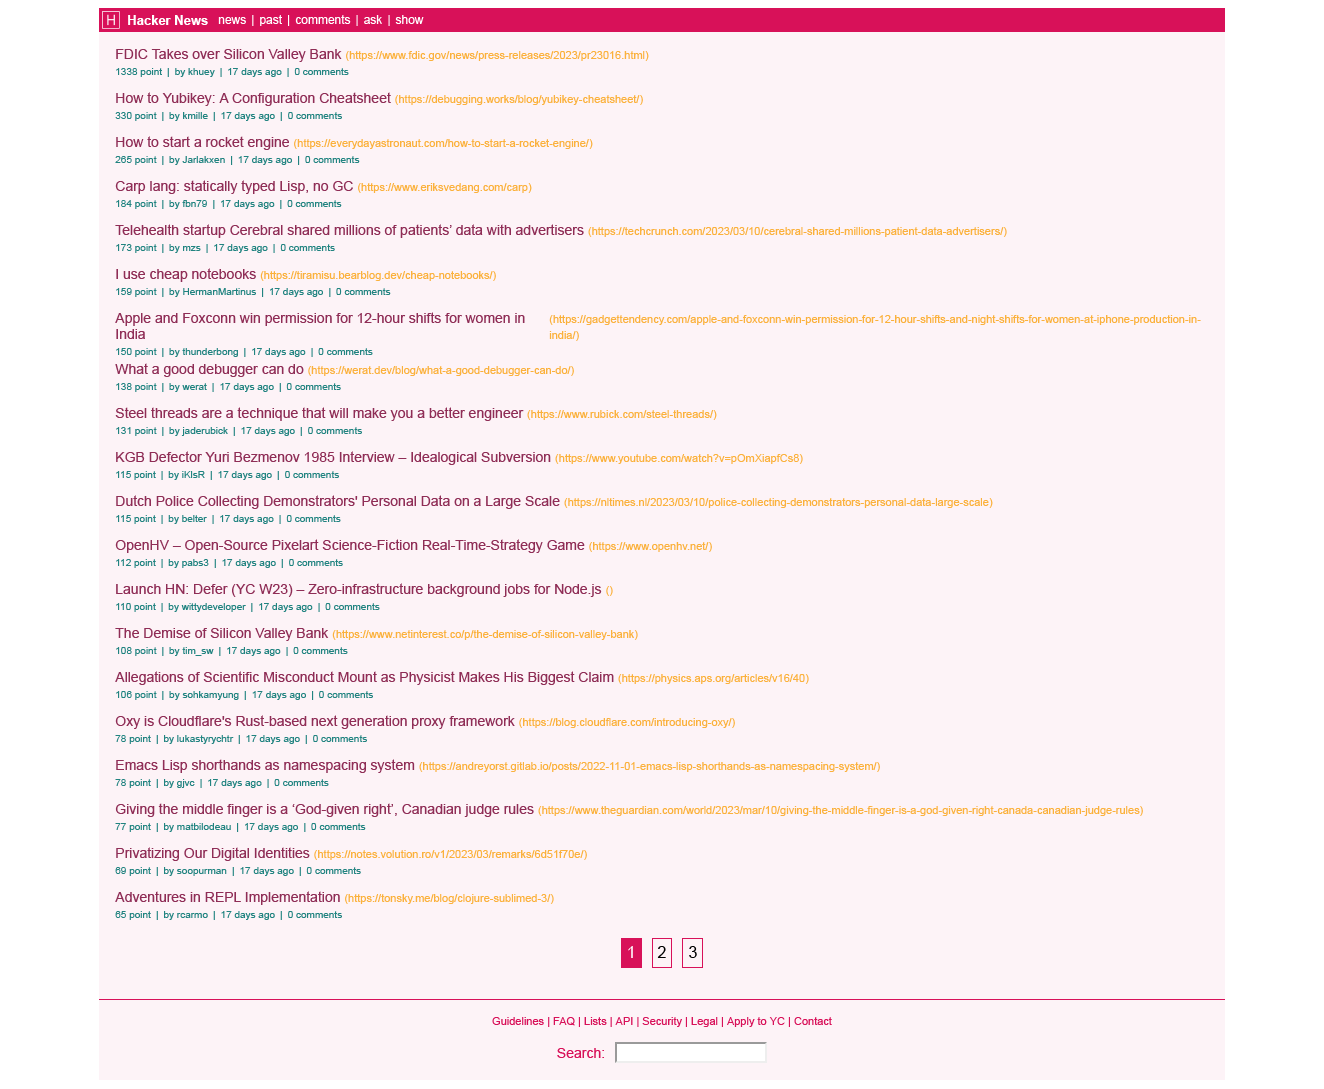 H Hacker News news | past | comments | ask | show
FDIC Takes over Silicon Valley Bank (https://www.fdic.gov/news/press-releases/2023/pr23016.html)
1338 point | by khuey | 17 days ago | 0 comments
How to Yubikey: A Configuration Cheatsheet (https://debugging.works/blog/yubikey-cheatsheet/)
330 point | by kmille | 17 days ago | 0 comments
How to start a rocket engine (https://everydayastronaut.com/how-to-start-a-rocket-engine/)
265 point | by Jarlakxen | 17 days ago | 0 comments
Carp lang: statically typed Lisp, no GC (https://www.eriksvedang.com/carp)
184 point | by fbn79 | 17 days ago | 0 comments
Telehealth startup Cerebral shared millions of patients’ data with advertisers (https://techcrunch.com/2023/03/10/cerebral-shared-millions-patient-data-advertisers/)
173 point | by mzs | 17 days ago | 0 comments
I use cheap notebooks (https://tiramisu.bearblog.dev/cheap-notebooks/)
159 point | by HermanMartinus | 17 days ago | 0 comments
Apple and Foxconn win permission for 12-hour shifts for women in (https://gadgettendency.com/apple-and-foxconn-win-permission-for-12-hour-shifts-and-night-shifts-for-women-at-iphone-production-in-
India india/)
150 point | by thunderbong | 17 days ago | 0 comments
What a good debugger can do (https://werat.dev/blog/what-a-good-debugger-can-do/)
138 point | by werat | 17 days ago | 0 comments
Steel threads are a technique that will make you a better engineer (https://www.rubick.com/steel-threads/)
131 point | by jaderubick | 17 days ago | 0 comments
KGB Defector Yuri Bezmenov 1985 Interview – Idealogical Subversion (https://www.youtube.com/watch?v=pOmXiapfCs8)
115 point | by iKlsR | 17 days ago | 0 comments
Dutch Police Collecting Demonstrators' Personal Data on a Large Scale (https://nltimes.nl/2023/03/10/police-collecting-demonstrators-personal-data-large-scale)
115 point | by belter | 17 days ago | 0 comments
OpenHV – Open-Source Pixelart Science-Fiction Real-Time-Strategy Game (https://www.openhv.net/)
112 point | by pabs3 | 17 days ago | 0 comments
Launch HN: Defer (YC W23) – Zero-infrastructure background jobs for Node.js ()
110 point | by wittydeveloper | 17 days ago | 0 comments
The Demise of Silicon Valley Bank (https://www.netinterest.co/p/the-demise-of-silicon-valley-bank)
108 point | by tim_sw | 17 days ago | 0 comments
Allegations of Scientific Misconduct Mount as Physicist Makes His Biggest Claim (https://physics.aps.org/articles/v16/40)
106 point | by sohkamyung | 17 days ago | 0 comments
Oxy is Cloudflare's Rust-based next generation proxy framework (https://blog.cloudflare.com/introducing-oxy/)
78 point | by lukastyrychtr | 17 days ago | 0 comments
Emacs Lisp shorthands as namespacing system (https://andreyorst.gitlab.io/posts/2022-11-01-emacs-lisp-shorthands-as-namespacing-system/)
78 point | by gjvc | 17 days ago | 0 comments
Giving the middle finger is a ‘God-given right’, Canadian judge rules (https://www.theguardian.com/world/2023/mar/10/giving-the-middle-finger-is-a-god-given-right-canada-canadian-judge-rules)
77 point | by matbilodeau | 17 days ago | 0 comments
Privatizing Our Digital Identities (https://notes.volution.ro/v1/2023/03/remarks/6d51f70e/)
69 point | by soopurman | 17 days ago | 0 comments
Adventures in REPL Implementation (https://tonsky.me/blog/clojure-sublimed-3/)
65 point | by rcarmo | 17 days ago | 0 comments
1 2 3
Guidelines | FAQ | Lists | API | Security | Legal | Apply to YC | Contact
Search: